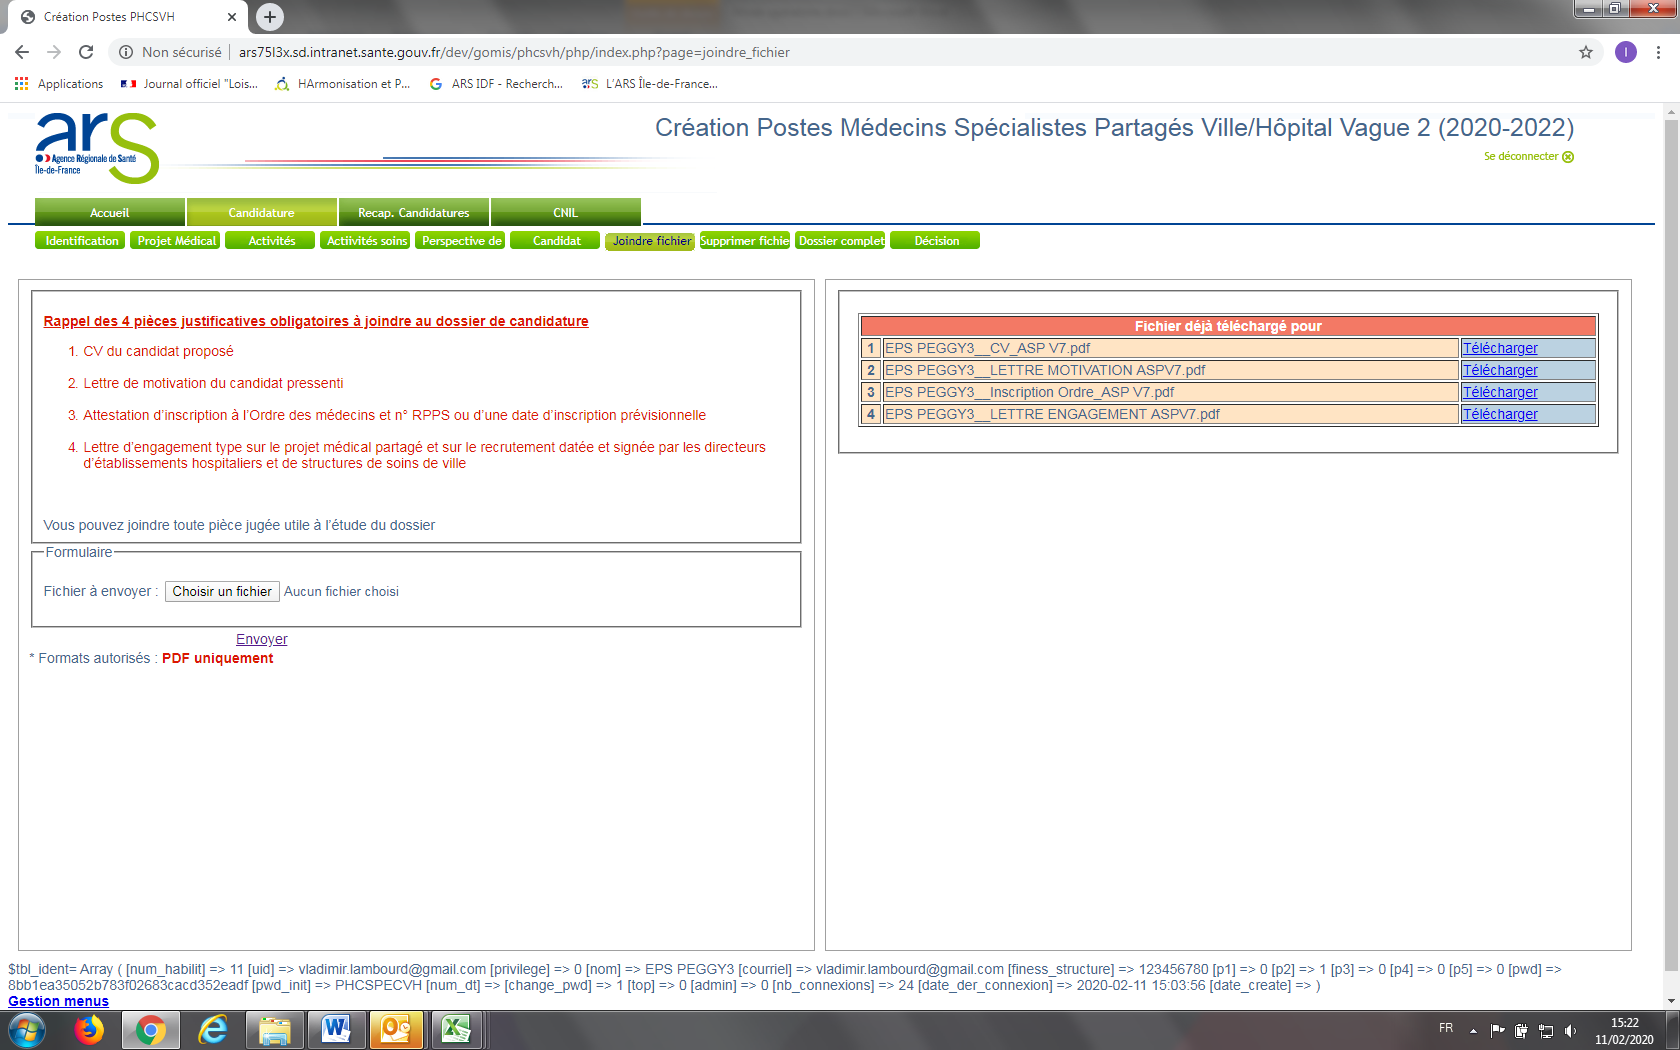 Création Postes PHCSVH
Non sécurisé | ars75l3x.sd.intranet.sante.gouv.fr/dev/gomis/phcsvh/php/index.php?page=joindre_fichier
I
Applications Journal officiel "Lois... HArmonisation et P... ARS IDF - Recherch... L'ARS Île-de-France...
ars
Agence Régionale de Santé
Île-de-France
Création Postes Médecins Spécialistes Partagés Ville/Hôpital Vague 2 (2020-2022)
Se déconnecter
Accueil Candidature Recap. Candidatures CNIL
Identification Projet Médical Activités Actiivités soins Perspective de Candidat Joindre fichier Supprimer fichie Dossier complet Décision
Rappel des 4 pièces justificatives obligatoires à joindre au dossier de candidature
1. CV du candidat proposé
2. Lettre de motivation du candidat pressenti
3. Attestation d'inscription à l'Ordre des médecins et n° RPPS ou d'une date d'inscription prévisionnelle
4. Lettre d'engagement type sur le projet médical partagé et sur le recrutement datée et signée par les directeurs
d'établissements hospitaliers et de structures de soins de ville
Vous pouvez joindre toute pièce jugée utile à l'étude du dossier
Formulaire
Fichier à envoyer : Choisir un fichier Aucun fichier choisi
Envoyer
* Formats autorisés : PDF uniquement
Fichier déjà téléchargé pour
1 EPS PEGGY3__CV_ASP V7.pdf Télécharger
2 EPS PEGGY3__LETTRE MOTIVATION ASPV7.pdf Télécharger
3 EPS PEGGY3__Inscription Ordre_ASP V7.pdf Télécharger
4 EPS PEGGY3__LETTRE ENGAGEMENT ASPV7.pdf Télécharger
$tbl_ident= Array ( [num_habilit] => 11 [uid] => vladimir.lambourd@gmail.com [privilege] => 0 [nom] => EPS PEGGY3 [courriel] => vladimir.lambourd@gmail.com [finess_structure] => 123456780 [p1] => 0 [p2] => 1 [p3] => 0 [p4] => 0 [p5] => 0 [pwd] =>
8bb1ea35052b783f02683cacd352eadf [pwd_init] => PHCSPECVH [num_dt] => [change_pwd] => 1 [top] => 0 [admin] => 0 [nb_connexions] => 24 [date_der_connexion] => 2020-02-11 15:03:56 [date_create] => )
Gestion menus
FR
15:22
11/02/2020